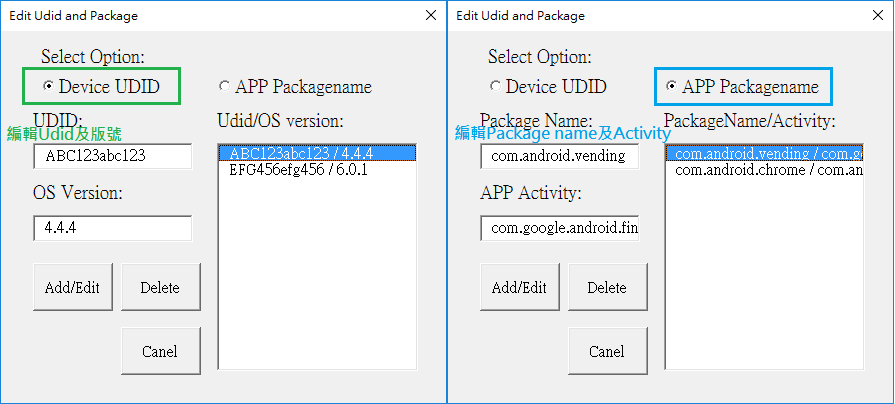 Edit Udid and Package
Select Option:
Device UDID
APP Packagename
UDID:
Udid/OS version:
編輯Udid及版號
ABC123abc123
ABC123abc123 / 4.4.4
EFG456efg456 / 6.0.1
OS Version:
4.4.4
Add/Edit
Delete
Canel
Edit Udid and Package
Select Option:
Device UDID
APP Packagename
Package Name:
PackageName/Activity:
編輯Package name及Activity
com.android.vending
com.android.vending / com.go
com.android.chrome / com.an
APP Activity:
com.google.android.fin
Add/Edit
Delete
Canel